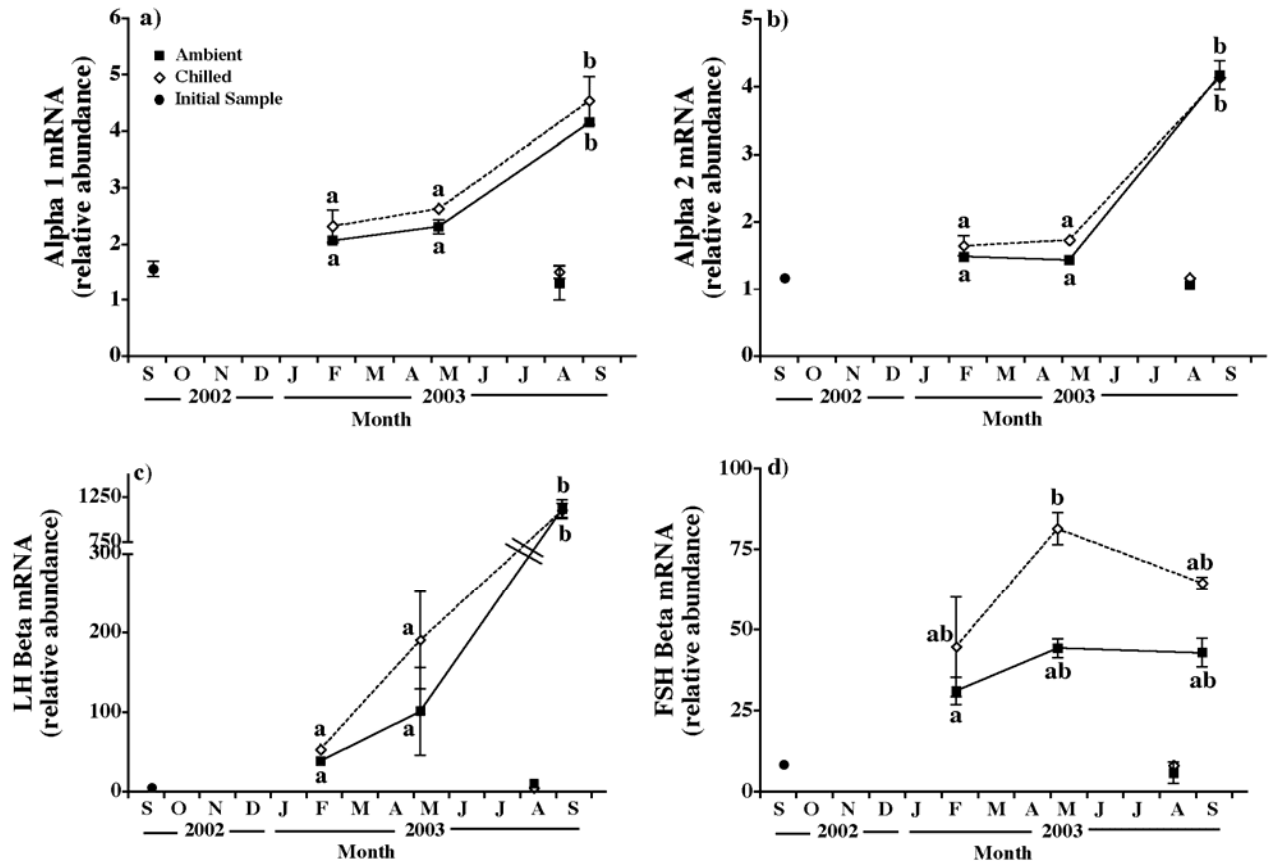 a)
6
5
4
3
2
1
0
Alpha 1 mRNA
(relative abundance)
Ambient
Chilled
Initial Sample
a
a
a
a
b
b
S O N D J F M A M J J A S
2002 2003
Month
b)
5
4
3
2
1
0
Alpha 2 mRNA
(relative abundance)
a
a
a
a
b
b
S O N D J F M A M J J A S
2002 2003
Month
c)
1250
750
300
200
100
0
LH Beta mRNA
(relative abundance)
a
a
a
a
b
b
S O N D J F M A M J J A S
2002 2003
Month
d)
100
75
50
25
0
FSH Beta mRNA
(relative abundance)
ab
a
b
ab
ab
ab
S O N D J F M A M J J A S
2002 2003
Month